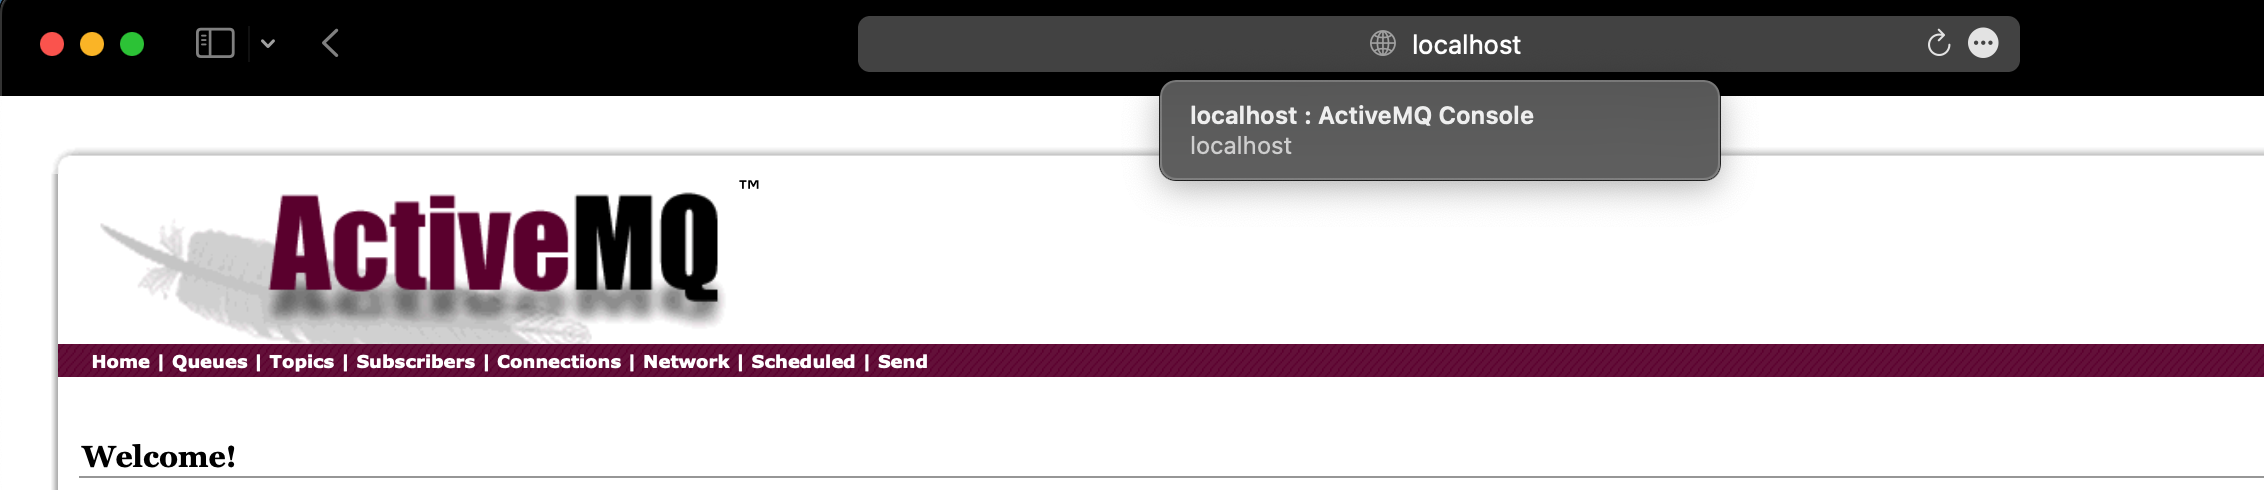 localhost
localhost : ActiveMQ Console
localhost
ActiveMQ ™
Home | Queues | Topics | Subscribers | Connections | Network | Scheduled | Send
Welcome!